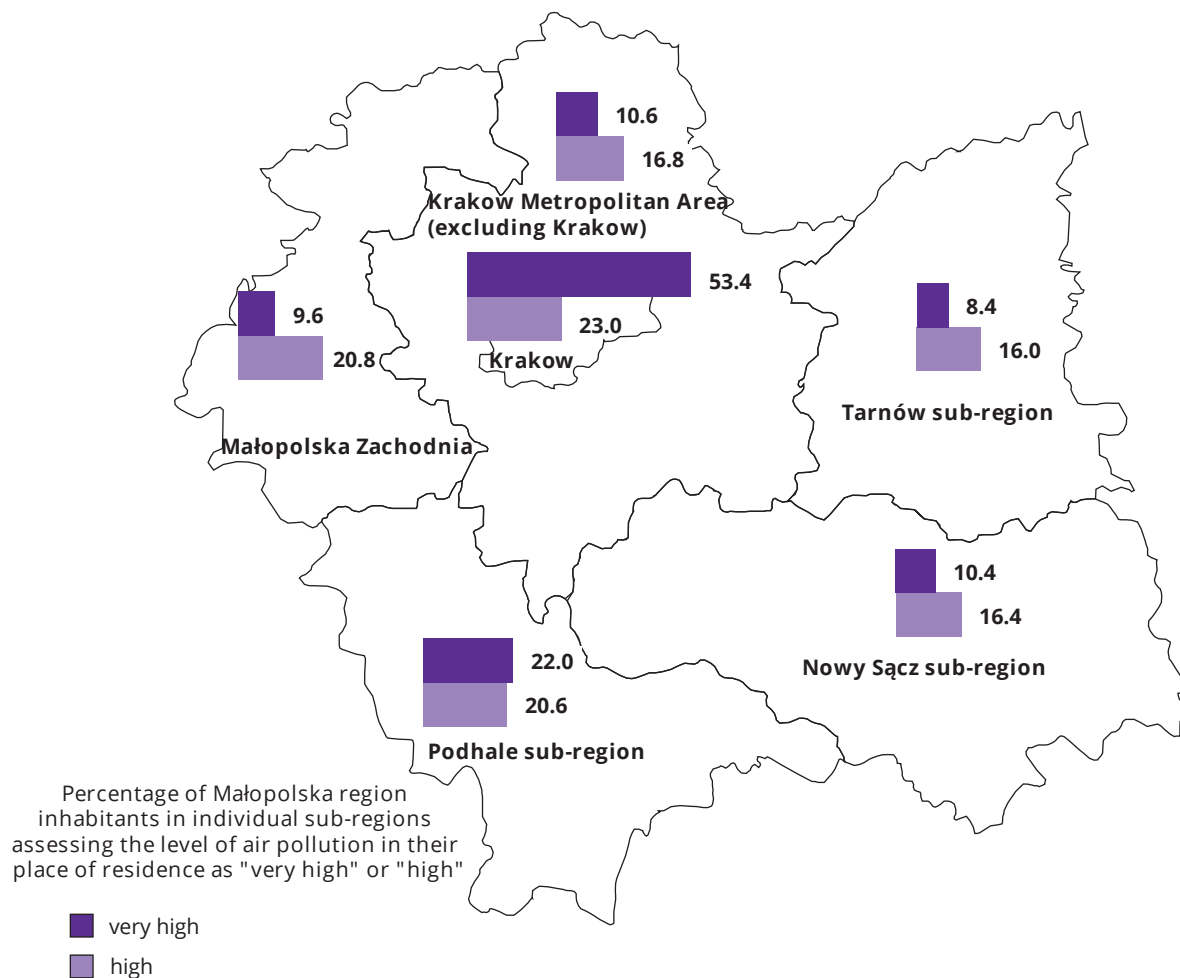 10.6
16.8
Krakow Metropolitan Area
(excluding Krakow)
53.4
23.0
Krakow
9.6
20.8
Małopolska Zachodnia
8.4
16.0
Tarnów sub-region
10.4
16.4
Nowy Sącz sub-region
22.0
20.6
Podhale sub-region
Percentage of Małopolska region
inhabitants in individual sub-regions
assessing the level of air pollution in their
place of residence as "very high" or "high"
very high
high